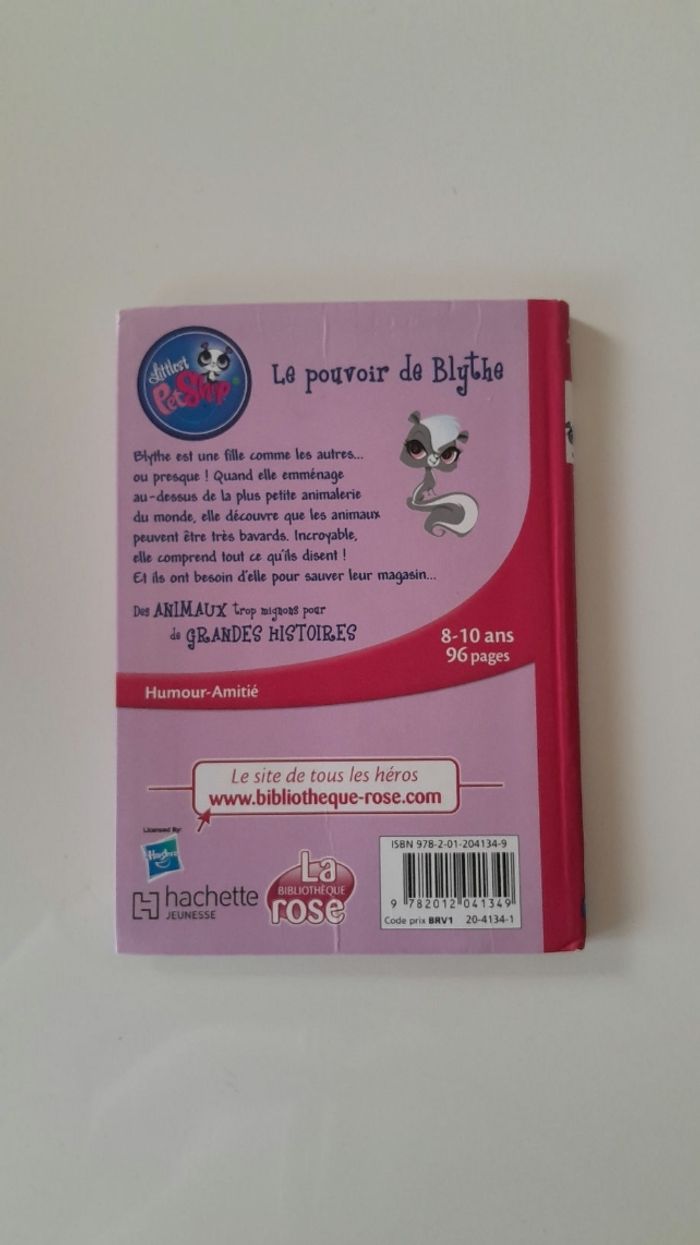 Littlest
PetShop
Le pouvoir de Blythe
Blythe est une fille comme les autres...
ou presque ! Quand elle emménage
au-dessus de la plus petite animalerie
du monde, elle découvre que les animaux
peuvent être très bavards. Incroyable,
elle comprend tout ce qu'ils disent !
Et ils ont besoin d'elle pour sauver leur magasin...
Des ANIMAUX trop mignons pour
de GRANDES HISTOIRES
8-10 ans
96 pages
Humour-Amitié
Le site de tous les héros
www.bibliotheque-rose.com
Licensed By:
Hasbro
hachette
JEUNESSE
La
BIBLIOTHÈQUE
rose
ISBN 978-2-01-204134-9
9 782012 041349
Code prix BRV1 20-4134-1